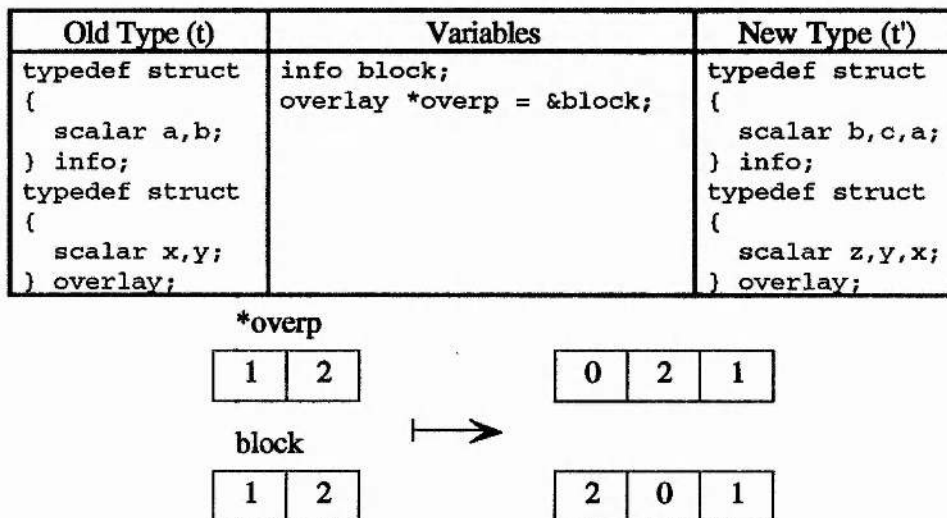 Old Type (t) Variables New Type (t')
typedef struct info block; typedef struct
{ overlay *overp = &block; {
scalar a,b; scalar b,c,a;
} info; } info;
typedef struct typedef struct
{ {
scalar x,y; scalar z,y,x;
} overlay; } overlay;
*overp
1 2 0 2 1
block
1 2 2 0 1